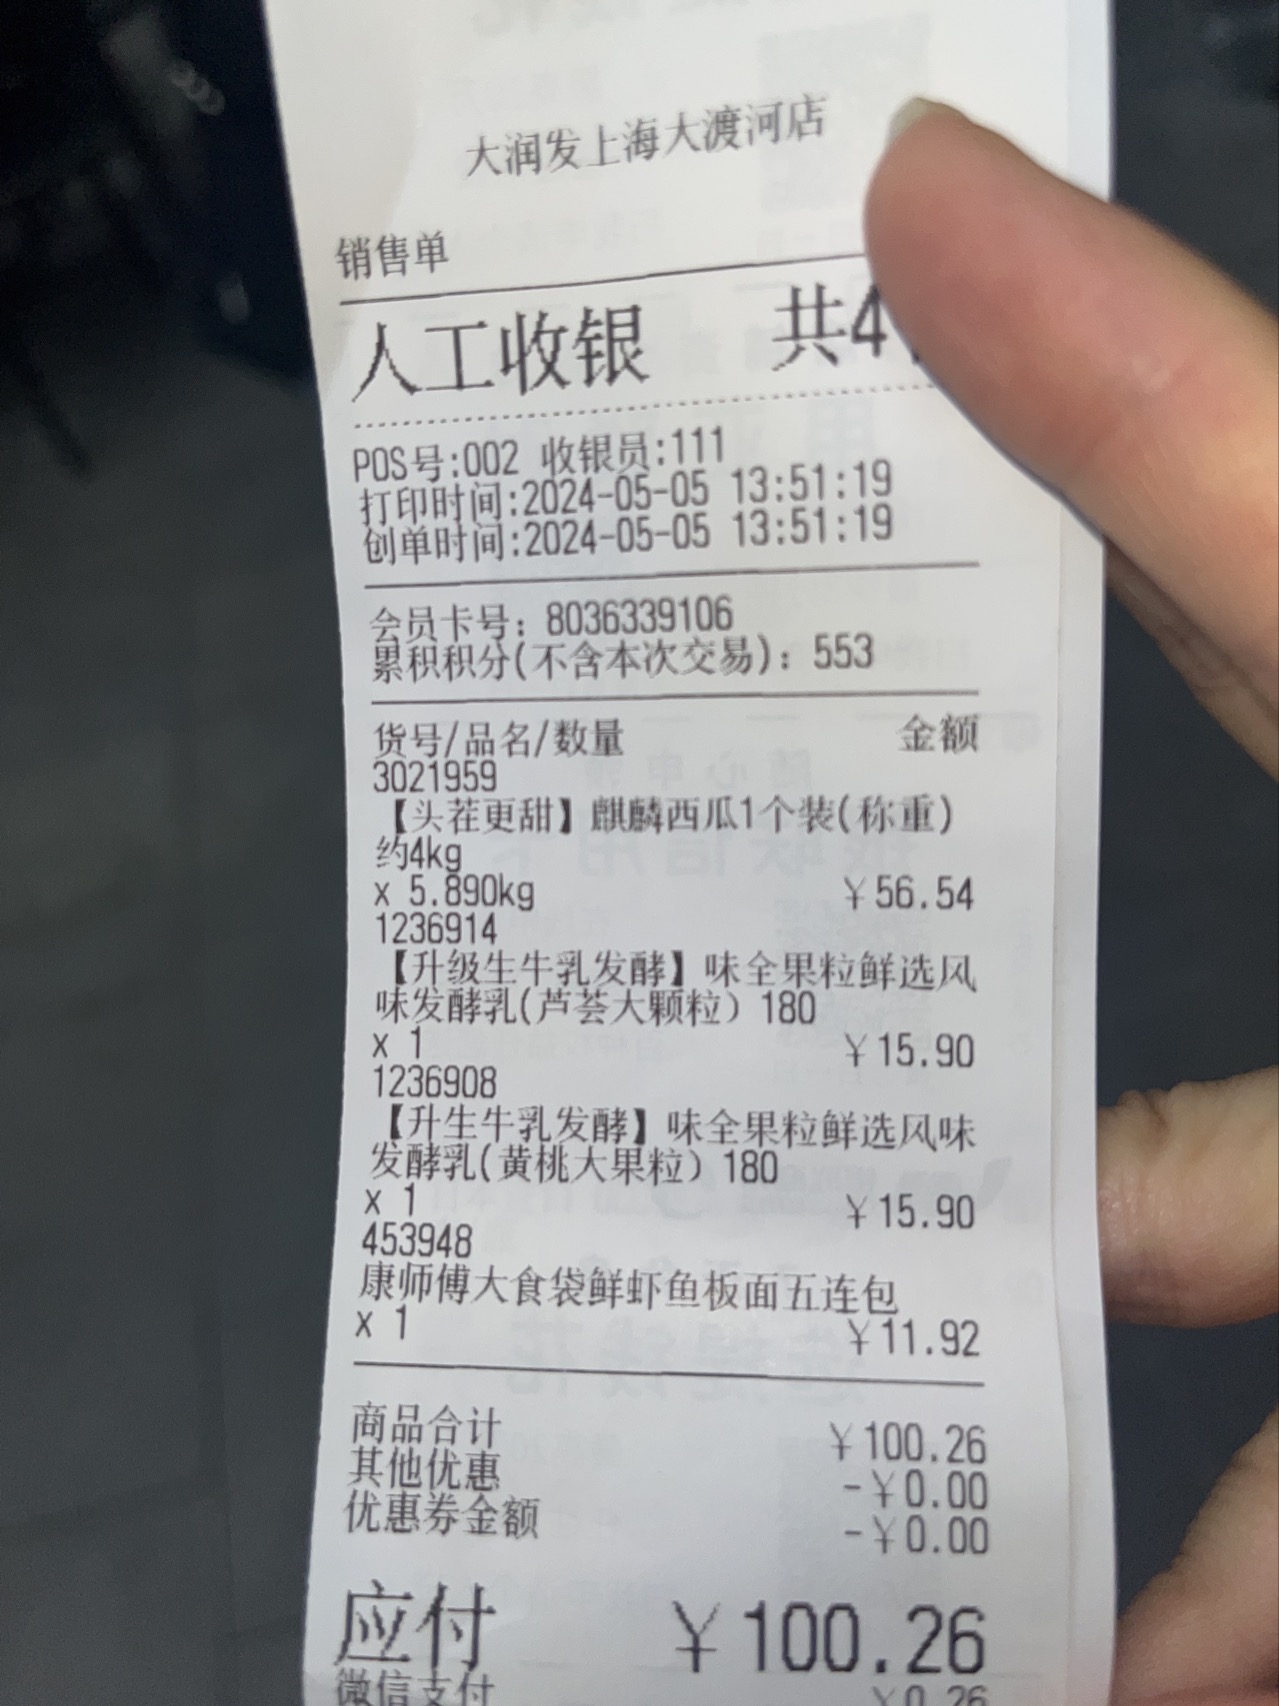 大润发上海大渡河店
销售单
人工收银 共4
POS号:002 收银员:111
打印时间:2024-05-05 13:51:19
创单时间:2024-05-05 13:51:19
会员卡号: 8036339106
累积积分(不含本次交易): 553
货号/品名/数量 金额
3021959
【头茬更甜】麒麟西瓜1个装(称重)
约4kg
x 5.890kg ￥56.54
1236914
【升级生牛乳发酵】味全果粒鲜选风
味发酵乳(芦荟大颗粒）180
x 1 ￥15.90
1236908
【升生牛乳发酵】味全果粒鲜选风味
发酵乳(黄桃大果粒）180
x 1 ￥15.90
453948
康师傅大食袋鲜虾鱼板面五连包
x 1 ￥11.92
商品合计 ￥100.26
其他优惠 -￥0.00
优惠券金额 -￥0.00
应付 ￥100.26
微信支付 ￥0.26